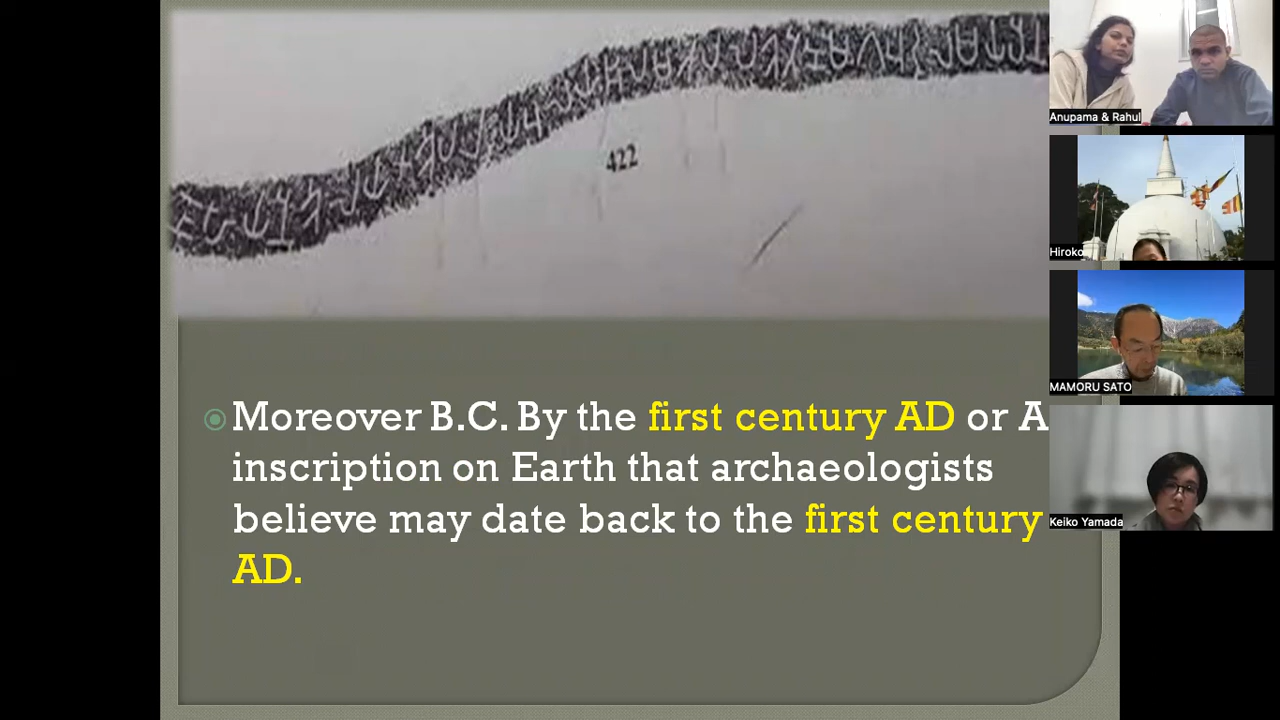 422
Moreover B.C. By the first century AD or A
inscription on Earth that archaeologists
believe may date back to the first century
AD.
Anupama & Rahul
Hiroko
MAMORU SATO
Keiko Yamada